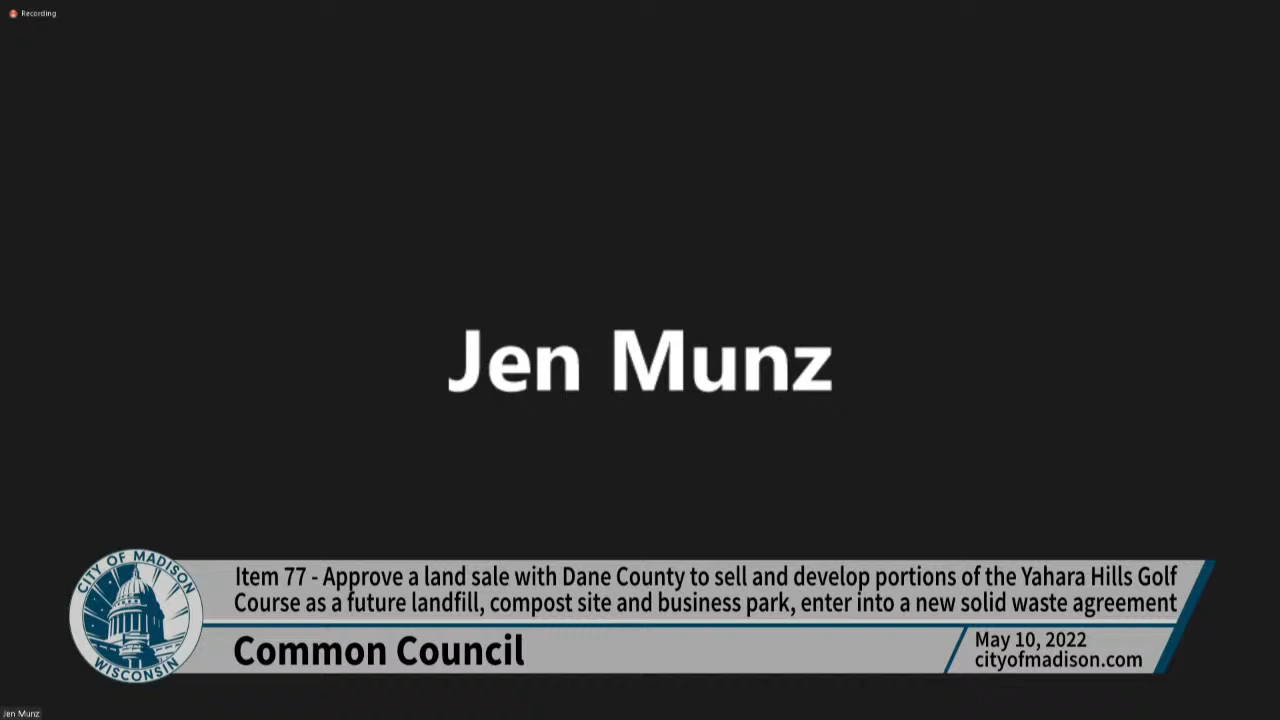 Recording
Jen Munz
CITY OF MADISON
WISCONSIN
Item 77 - Approve a land sale with Dane County to sell and develop portions of the Yahara Hills Golf
Course as a future landfill, compost site and business park, enter into a new solid waste agreement
Common Council
May 10, 2022
cityofmadison.com
Jen Munz